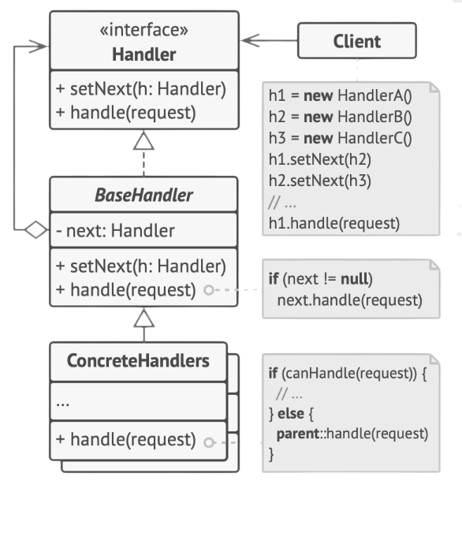 «interface»
Handler
+ setNext(h: Handler)
+ handle(request)
Client
h1 = new HandlerA()
h2 = new HandlerB()
h3 = new HandlerC()
h1.setNext(h2)
h2.setNext(h3)
// ...
h1.handle(request)
BaseHandler
- next: Handler
+ setNext(h: Handler)
+ handle(request)
if (next != null)
next.handle(request)
ConcreteHandlers
...
+ handle(request)
if (canHandle(request)) {
// ...
} else {
parent::handle(request)
}